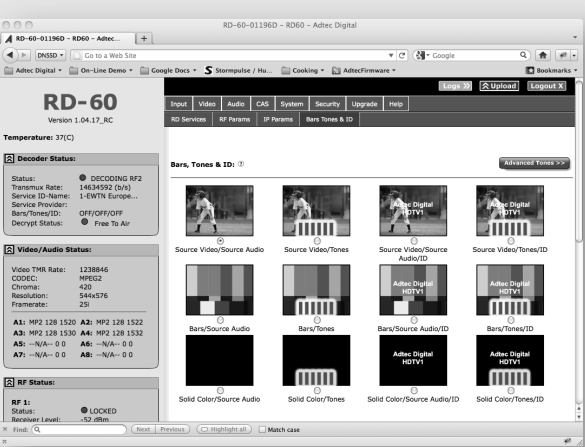 RD-60-01196D - RD60 - Adtec Digital
RD-60-01196D - RD60 - Adtec...
+
DNSSD
Go to a Web Site
Google
Adtec Digital
On-Line Demo
Google Docs
Stormpulse / Hu...
Cooking
AdtecFirmware
Bookmarks
Logs
Upload
Logout X
RD-60
Version 1.04.17_RC
Temperature: 37(C)
Input Video Audio CAS System Security Upgrade Help
RD Services RF Params IP Params Bars Tones & ID
Decoder Status:
Status: DECODING RF2
Transmux Rate: 14634592 (b/s)
Service ID-Name: 1-EWTN Europe...
Service Provider:
Bars/Tones/ID: OFF/OFF/OFF
Decrypt Status: Free To Air
Video/Audio Status:
Video TMR Rate: 1238846
CODEC: MPEG2
Chroma: 420
Resolution: 544x576
Framerate: 25i
A1: MP2 128 1520 A2: MP2 128 1522
A3: MP2 128 1530 A4: MP2 128 1532
A5: --N/A-- 0 0 A6: --N/A-- 0 0
A7: --N/A-- 0 0 A8: --N/A-- 0 0
RF Status:
RF 1:
Status: LOCKED
Receiver Level: -52 dBm
Bars, Tones & ID: ?
Advanced Tones >>
Adtec Digital
HDTV1
Adtec Digital
HDTV1
Source Video/Source Audio
Source Video/Tones
Source Video/Source
Audio/ID
Source Video/Tones/ID
Adtec Digital
HDTV1
Adtec Digital
HDTV1
Bars/Source Audio
Bars/Tones
Bars/Source Audio/ID
Bars/Tones/ID
Adtec Digital
HDTV1
Adtec Digital
HDTV1
Solid Color/Source Audio
Solid Color/Tones
Solid Color/Source Audio/ID
Solid Color/Tones/ID
Find:
Next
Previous
Highlight all
Match case